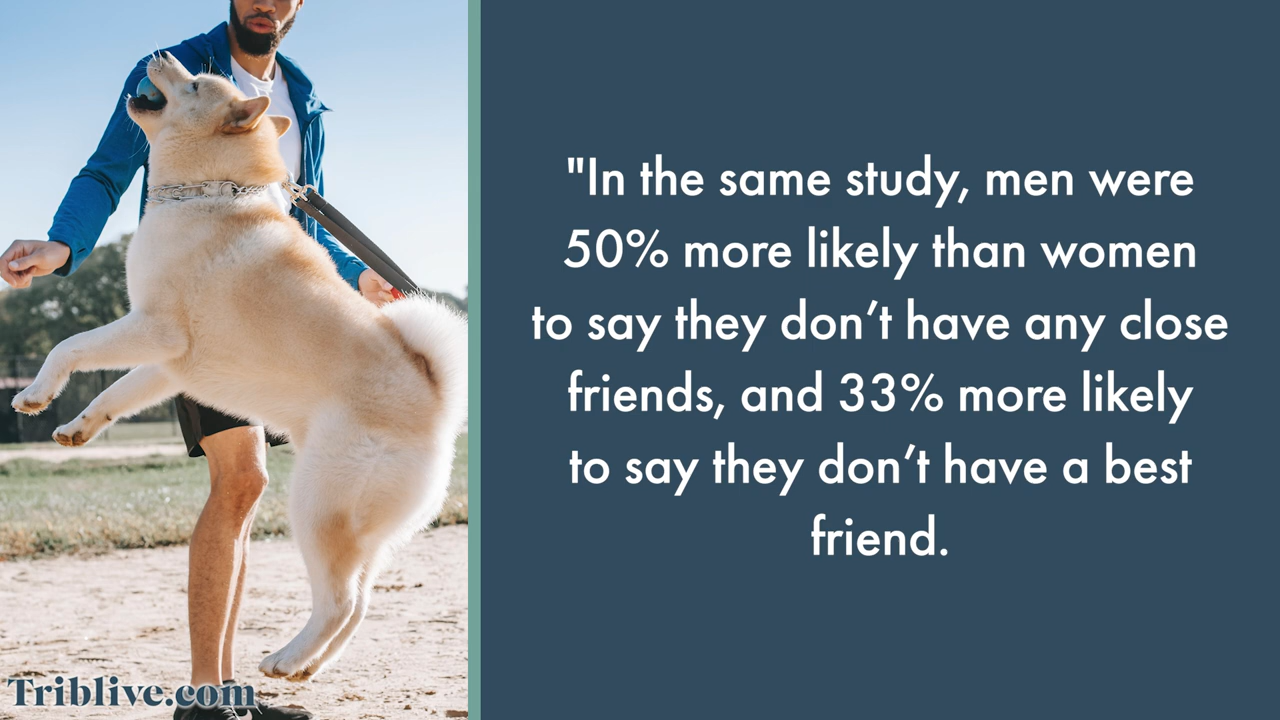 "In the same study, men were
50% more likely than women
to say they don’t have any close
friends, and 33% more likely
to say they don’t have a best
friend.
Triblive.com